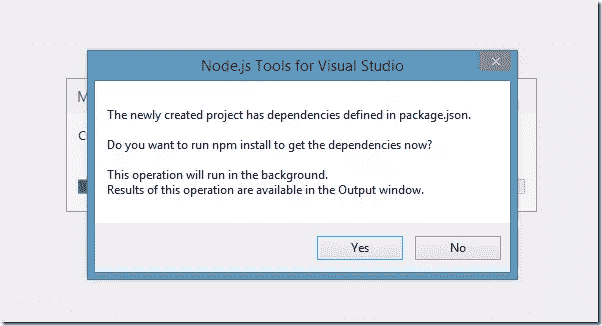 Node.js Tools for Visual Studio
The newly created project has dependencies defined in package.json.
Do you want to run npm install to get the dependencies now?
This operation will run in the background.
Results of this operation are available in the Output window.
Yes No